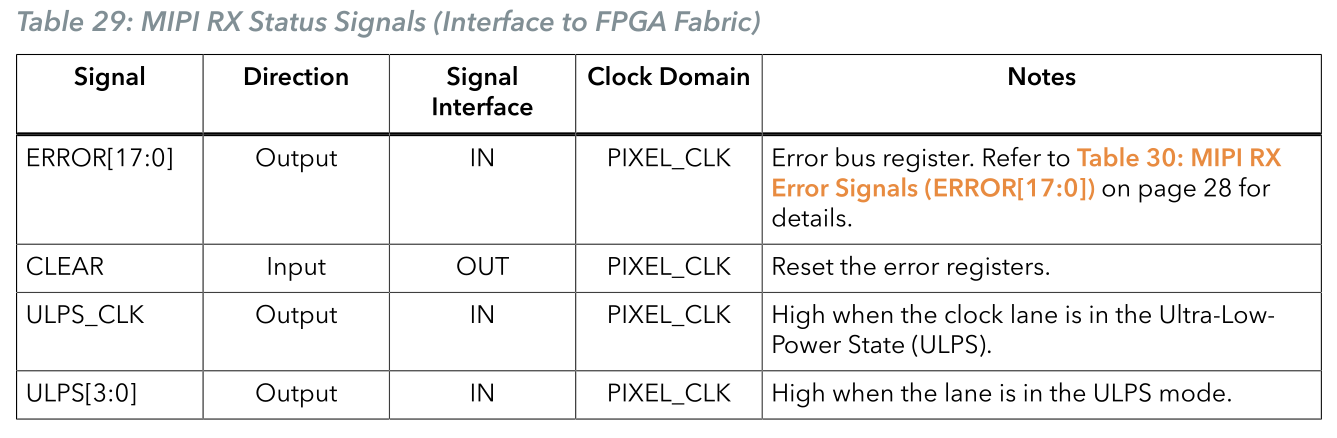 Table 29: MIPI RX Status Signals (Interface to FPGA Fabric)
Signal Direction Signal Interface Clock Domain Notes
ERROR[17:0] Output IN PIXEL_CLK Error bus register. Refer to Table 30: MIPI RX
Error Signals (ERROR[17:0]) on page 28 for
details.
CLEAR Input OUT PIXEL_CLK Reset the error registers.
ULPS_CLK Output IN PIXEL_CLK High when the clock lane is in the Ultra-Low-
Power State (ULPS).
ULPS[3:0] Output IN PIXEL_CLK High when the lane is in the ULPS mode.